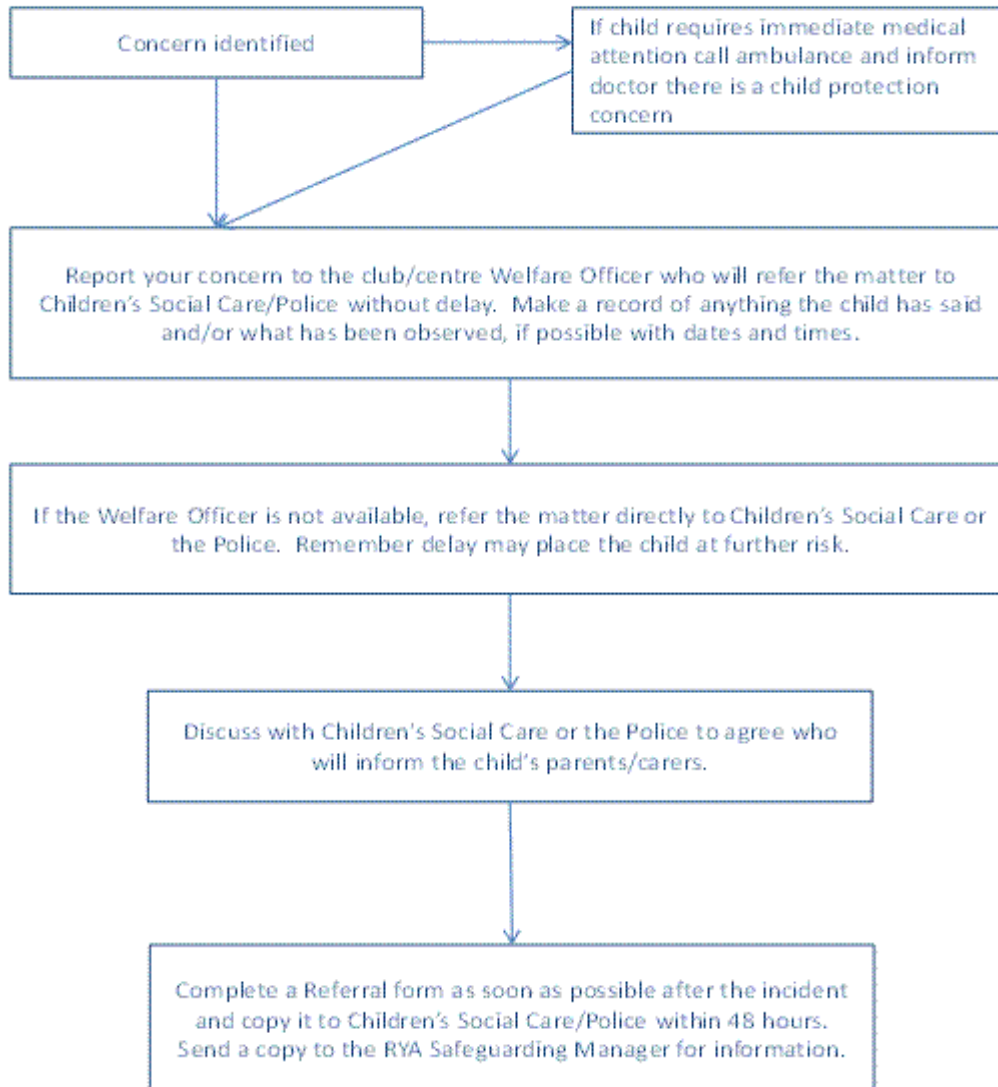 Concern identified
If child requires immediate medical
attention call ambulance and inform
doctor there is a child protection
concern
Report your concern to the club/centre Welfare Officer who will refer the matter to
Children's Social Care/Police without delay.  Make a record of anything the child has said
and/or what has been observed, if possible with dates and times.
If the Welfare Officer is not available, refer the matter directly to Children's Social Care or
the Police.  Remember delay may place the child at further risk.
Discuss with Children's Social Care or the Police to agree who
will inform the child's parents/carers.
Complete a Referral form as soon as possible after the incident
and copy it to Children's Social Care/Police within 48 hours.
Send a copy to the RYA Safeguarding Manager for information.